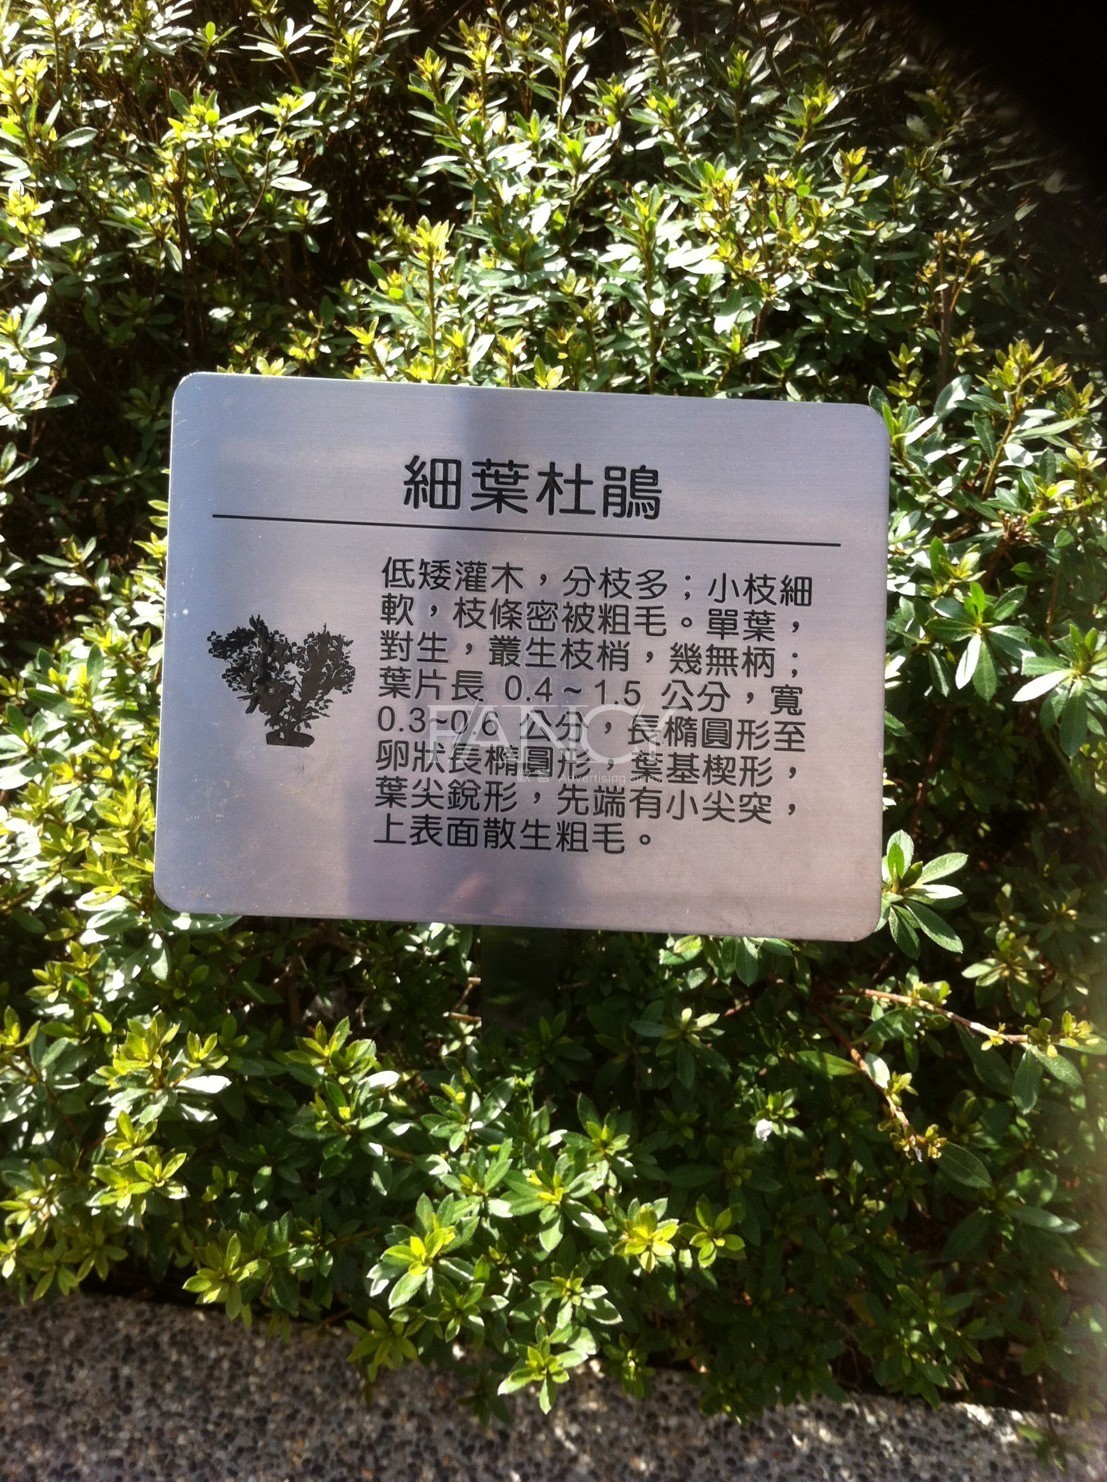 細葉杜鵑
低矮灌木，分枝多；小枝細
軟，枝條密被粗毛。單葉，
對生，叢生枝梢，幾無柄；
葉片長 0.4～1.5 公分，寬
0.3~0.6 公分，長橢圓形至
卵狀長橢圓形，葉基楔形，
葉尖銳形，先端有小尖突，
上表面散生粗毛。
FANCY
Advertising